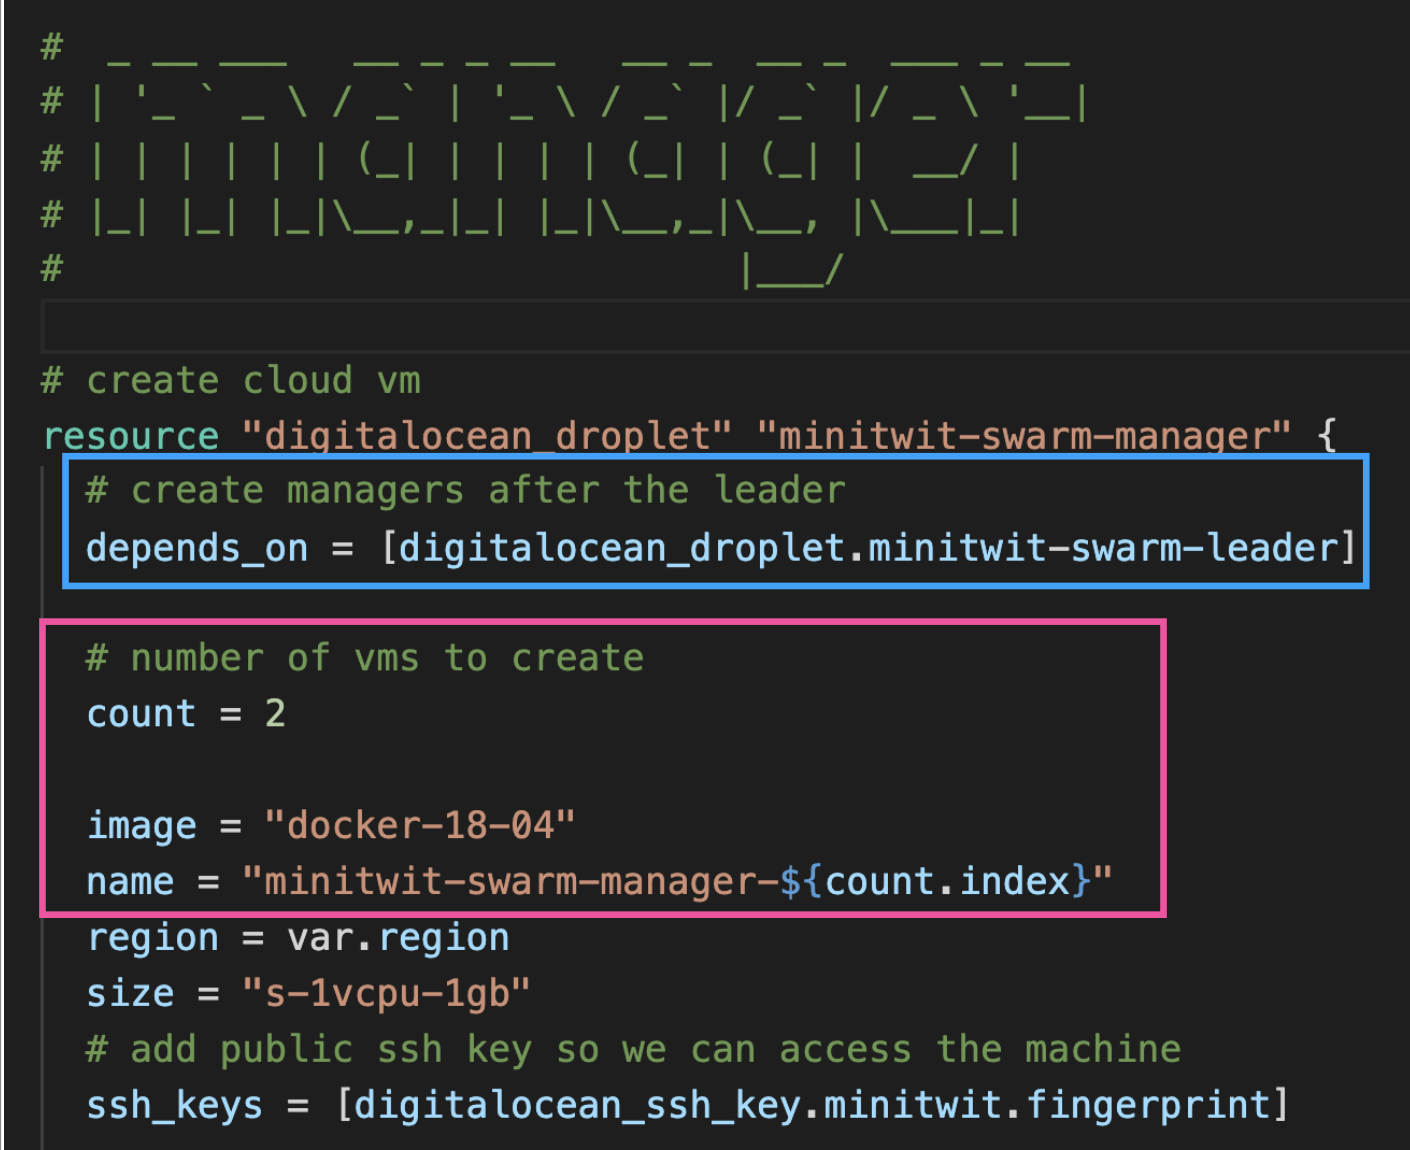 #   _ __ ___   __ _ _ __   __ _  __ _  ___ _ __
# | '_ ` _ \ / _` | '_ \ / _` |/ _` |/ _ \ '__|
# | | | | | | (_| | | | | (_| | (_| |  __/ |
# |_| |_| |_|\__,_|_| |_|\__,_|\__, |\___|_|
#                              |___/
# create cloud vm
resource "digitalocean_droplet" "minitwit-swarm-manager" {
# create managers after the leader
depends_on = [digitalocean_droplet.minitwit-swarm-leader]
# number of vms to create
count = 2
image = "docker-18-04"
name = "minitwit-swarm-manager-${count.index}"
region = var.region
size = "s-1vcpu-1gb"
# add public ssh key so we can access the machine
ssh_keys = [digitalocean_ssh_key.minitwit.fingerprint]